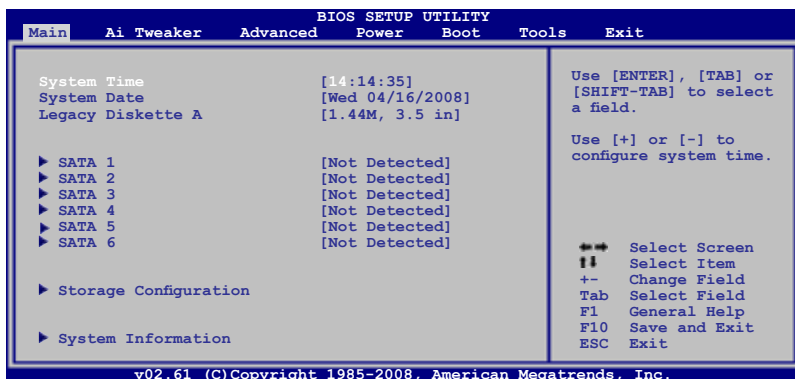 BIOS SETUP UTILITY
Main Ai Tweaker Advanced Power Boot Tools Exit
System Time [14:14:35]
System Date [Wed 04/16/2008]
Legacy Diskette A [1.44M, 3.5 in]
SATA 1 [Not Detected]
SATA 2 [Not Detected]
SATA 3 [Not Detected]
SATA 4 [Not Detected]
SATA 5 [Not Detected]
SATA 6 [Not Detected]
Storage Configuration
System Information
Use [ENTER], [TAB] or
[SHIFT-TAB] to select
a field.
Use [+] or [-] to
configure system time.
Select Screen
Select Item
+- Change Field
Tab Select Field
F1 General Help
F10 Save and Exit
ESC Exit
v02.61 (C)Copyright 1985-2008, American Megatrends, Inc.